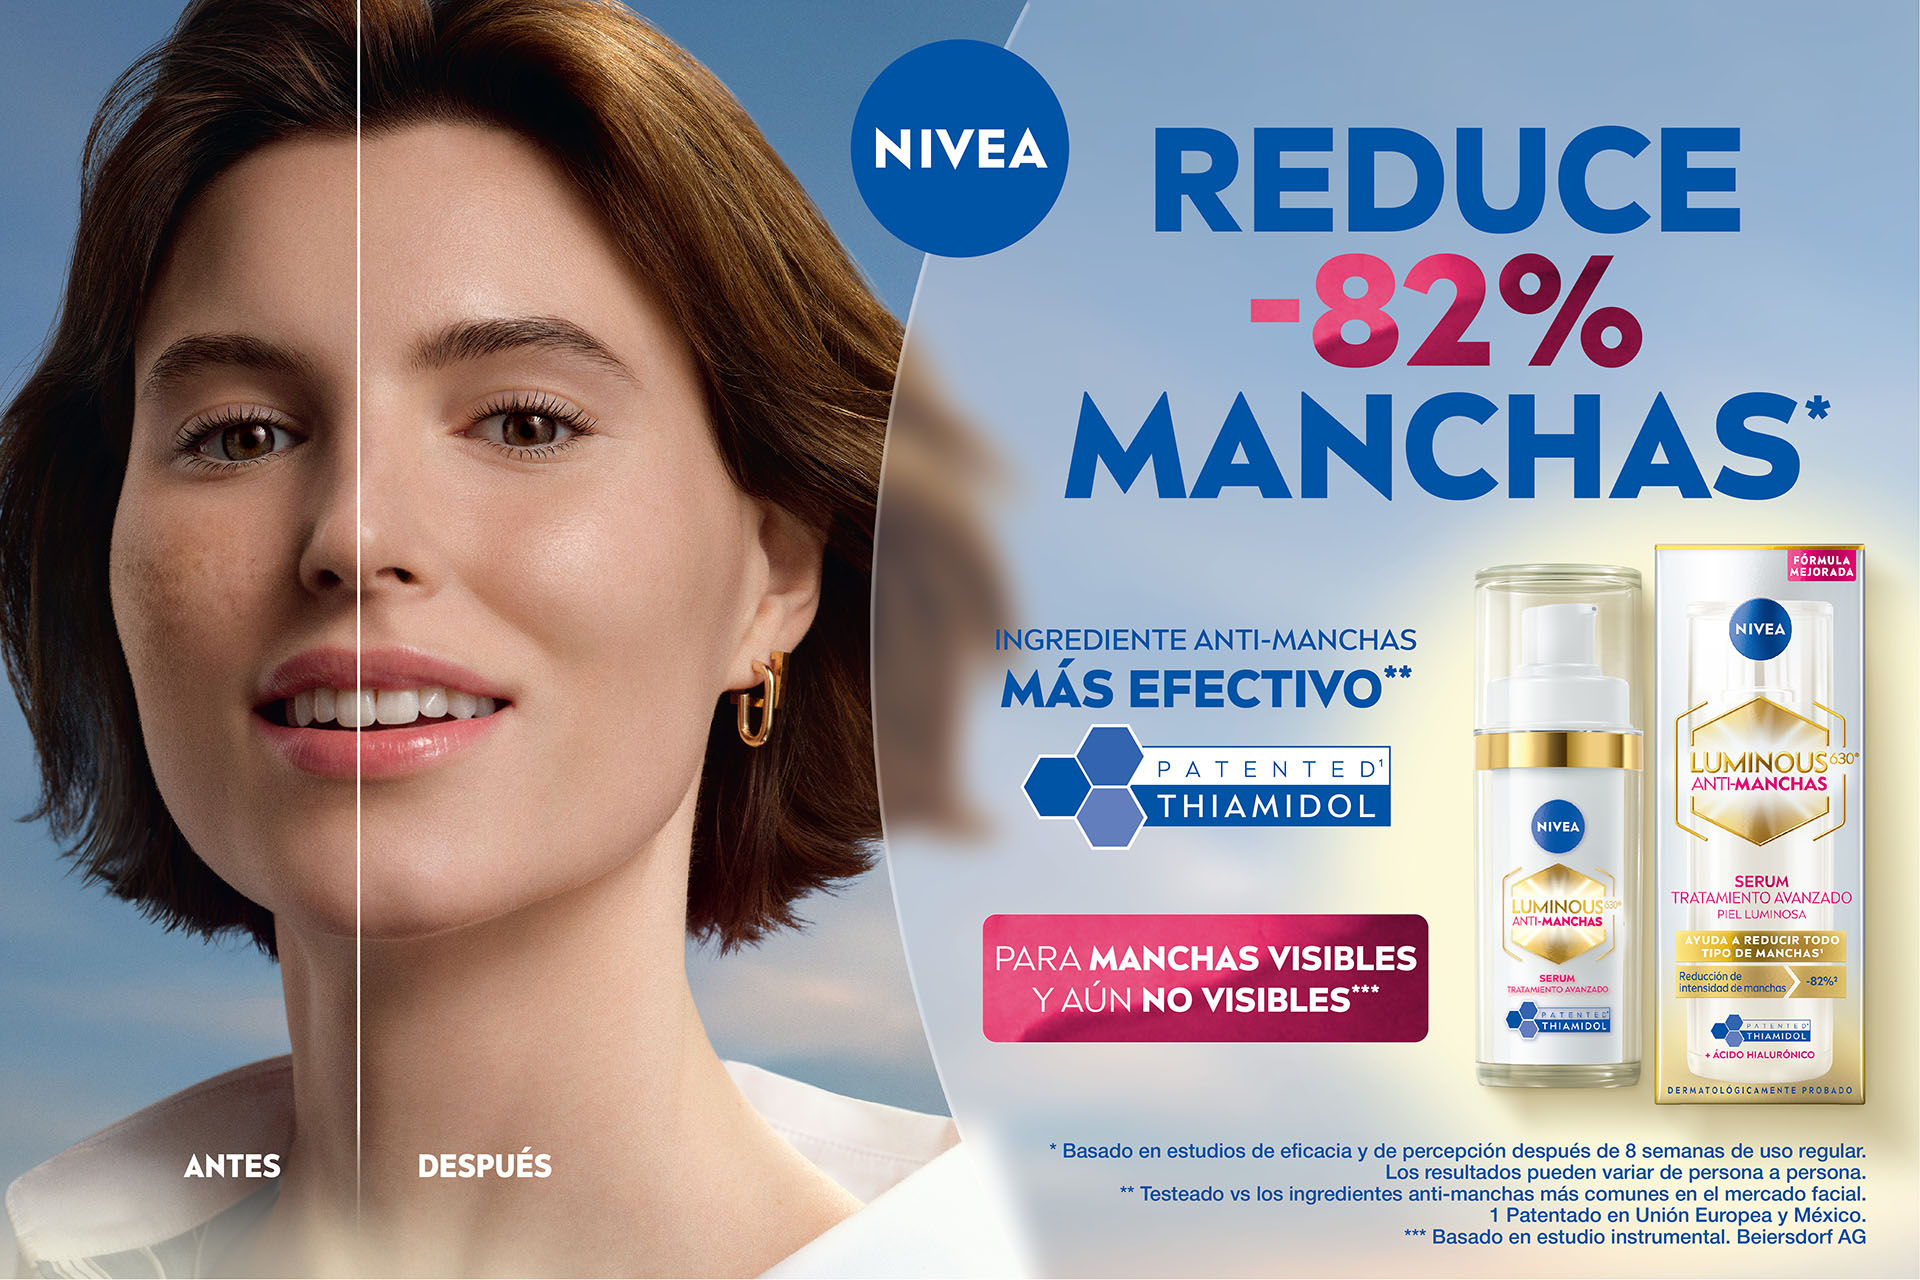 NIVEA
REDUCE
-82%
MANCHAS*
INGREDIENTE ANTI-MANCHAS
MÁS EFECTIVO**
PATENTED¹
THIAMIDOL
PARA MANCHAS VISIBLES
Y AÚN NO VISIBLES***
NIVEA
LUMINOUS630®
ANTI-MANCHAS
SERUM
TRATAMIENTO AVANZADO
PATENTED¹
THIAMIDOL
FÓRMULA
MEJORADA
NIVEA
LUMINOUS630®
ANTI-MANCHAS
SERUM
TRATAMIENTO AVANZADO
PIEL LUMINOSA
AYUDA A REDUCIR TODO
TIPO DE MANCHAS¹
Reducción de
intensidad de manchas -82%²
PATENTED¹
THIAMIDOL
+ ÁCIDO HIALURÓNICO
DERMATOLÓGICAMENTE PROBADO
ANTES
DESPUÉS
* Basado en estudios de eficacia y de percepción después de 8 semanas de uso regular.
Los resultados pueden variar de persona a persona.
** Testeado vs los ingredientes anti-manchas más comunes en el mercado facial.
1 Patentado en Unión Europea y México.
*** Basado en estudio instrumental. Beiersdorf AG